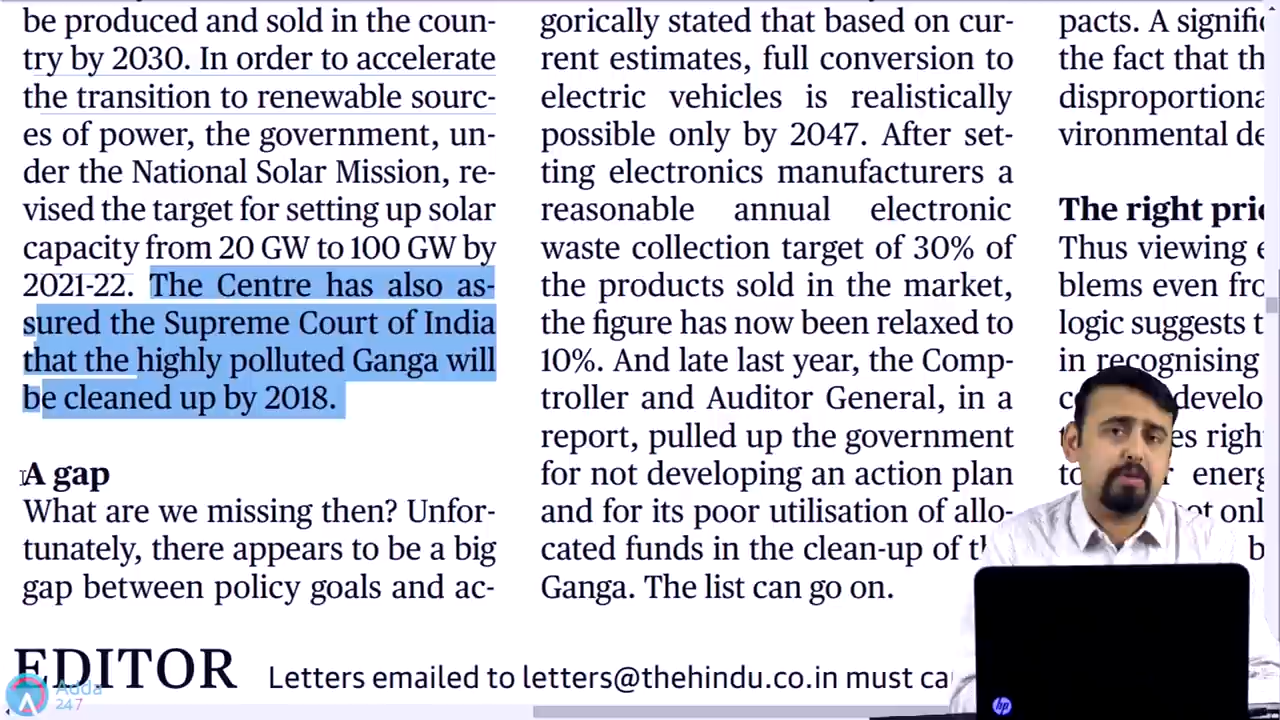 be produced and sold in the coun-
try by 2030. In order to accelerate
the transition to renewable sourc-
es of power, the government, un-
der the National Solar Mission, re-
vised the target for setting up solar
capacity from 20 GW to 100 GW by
2021-22. The Centre has also as-
sured the Supreme Court of India
that the highly polluted Ganga will
be cleaned up by 2018.
A gap
What are we missing then? Unfor-
tunately, there appears to be a big
gap between policy goals and ac-
gorically stated that based on cur-
rent estimates, full conversion to
electric vehicles is realistically
possible only by 2047. After set-
ting electronics manufacturers a
reasonable annual electronic
waste collection target of 30% of
the products sold in the market,
the figure has now been relaxed to
10%. And late last year, the Comp-
troller and Auditor General, in a
report, pulled up the government
for not developing an action plan
and for its poor utilisation of allo-
cated funds in the clean-up of
Ganga. The list can go on.
pacts. A
the fact that
virondmental
The right
Thus viewing
blems even
logic suggests
in recognising
EDITOR
Letters emailed to letters@thehindu.co.in must
Adda
247
hp